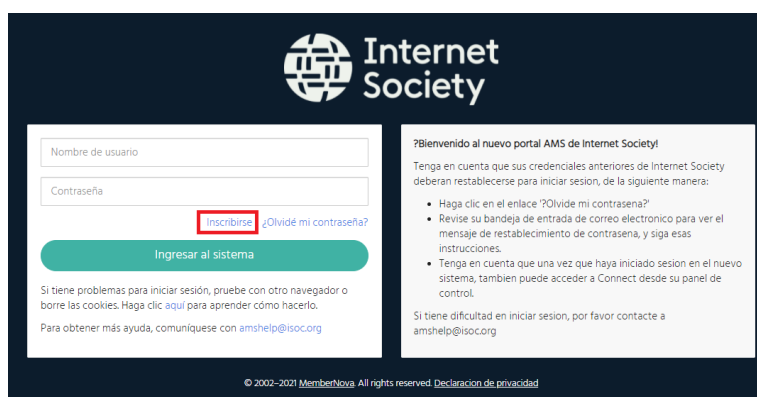 Internet
Society
Nombre de usuario
Contraseña
Inscribirse ¿Olvidé mi contraseña?
Ingresar al sistema
Si tiene problemas para iniciar sesión, pruebe con otro navegador o
borre las cookies. Haga clic aquí para aprender cómo hacerlo.
Para obtener más ayuda, comuníquese con amshelp@isoc.org
?Bienvenido al nuevo portal AMS de Internet Society!
Tenga en cuenta que sus credenciales anteriores de Internet Society
deberan restablecerse para iniciar sesion, de la siguiente manera:
• Haga clic en el enlace '?Olvide mi contrasena?'
• Revise su bandeja de entrada de correo electronico para ver el
mensaje de restablecimiento de contrasena, y siga esas
instrucciones.
• Tenga en cuenta que una vez que haya iniciado sesion en el nuevo
sistema, tambien puede acceder a Connect desde su panel de
control.
Si tiene dificultad en iniciar sesion, por favor contacte a
amshelp@isoc.org
© 2002–2021 MemberNova. All rights reserved. Declaracion de privacidad